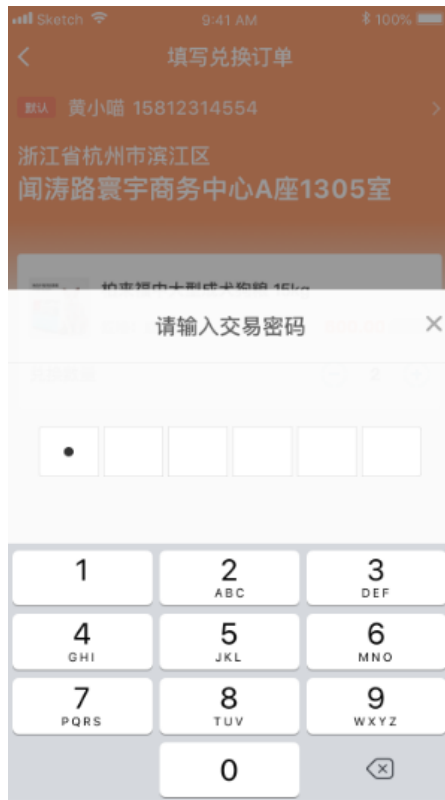 Sketch 9:41 AM 100%
填写兑换订单
默认 黄小喵 15812314554
浙江省杭州市滨江区
闻涛路寰宇商务中心A座1305室
请输入交易密码
1
2
ABC
3
DEF
4
GHI
5
JKL
6
MNO
7
PQRS
8
TUV
9
WXYZ
0